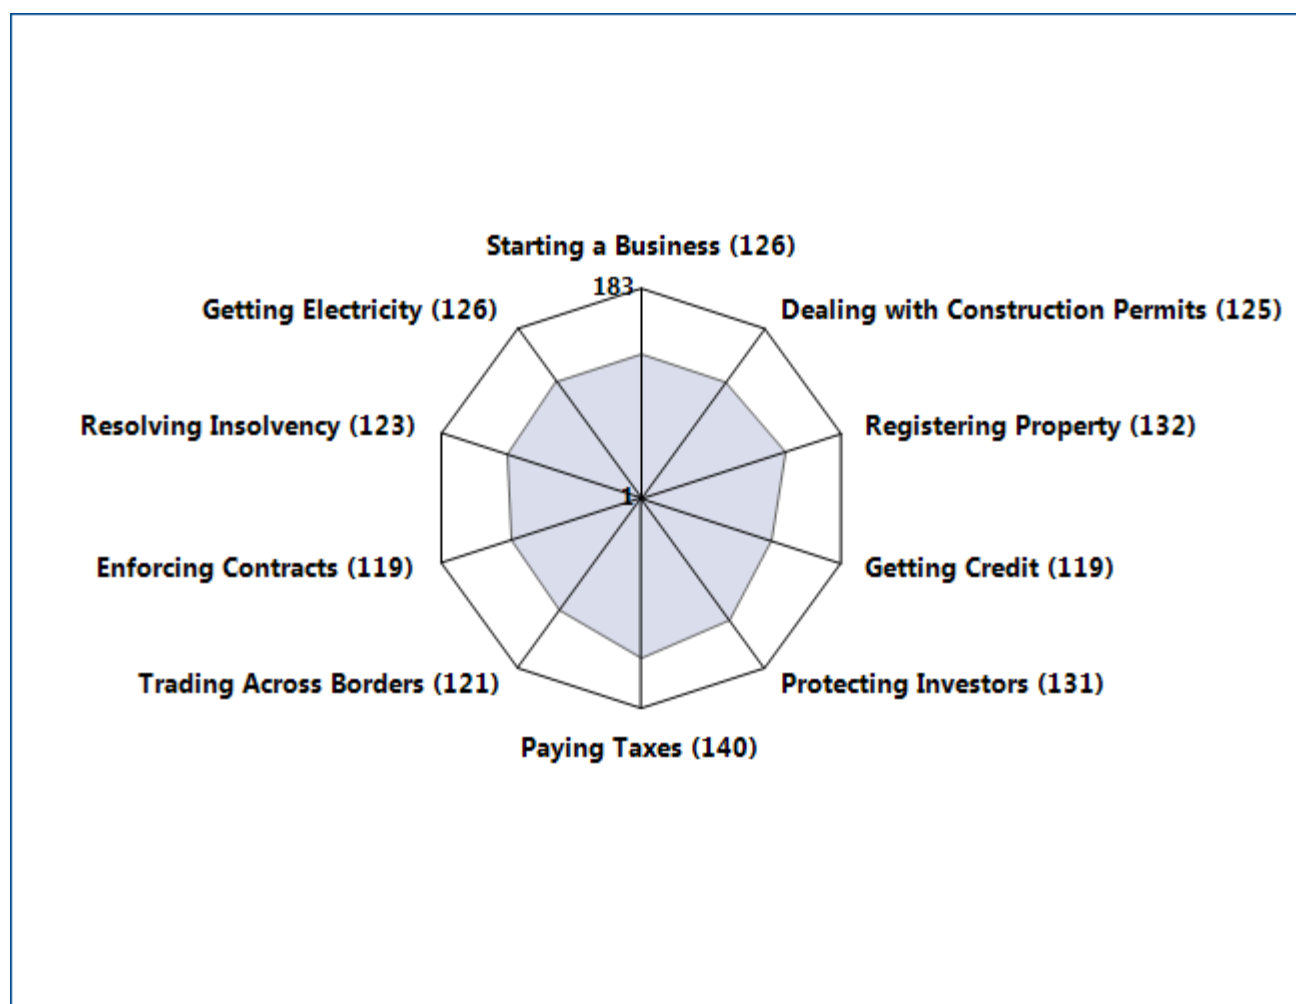 Starting a Business (126)
183
Getting Electricity (126)
Dealing with Construction Permits (125)
Resolving Insolvency (123)
Registering Property (132)
1
Enforcing Contracts (119)
Getting Credit (119)
Trading Across Borders (121)
Protecting Investors (131)
Paying Taxes (140)